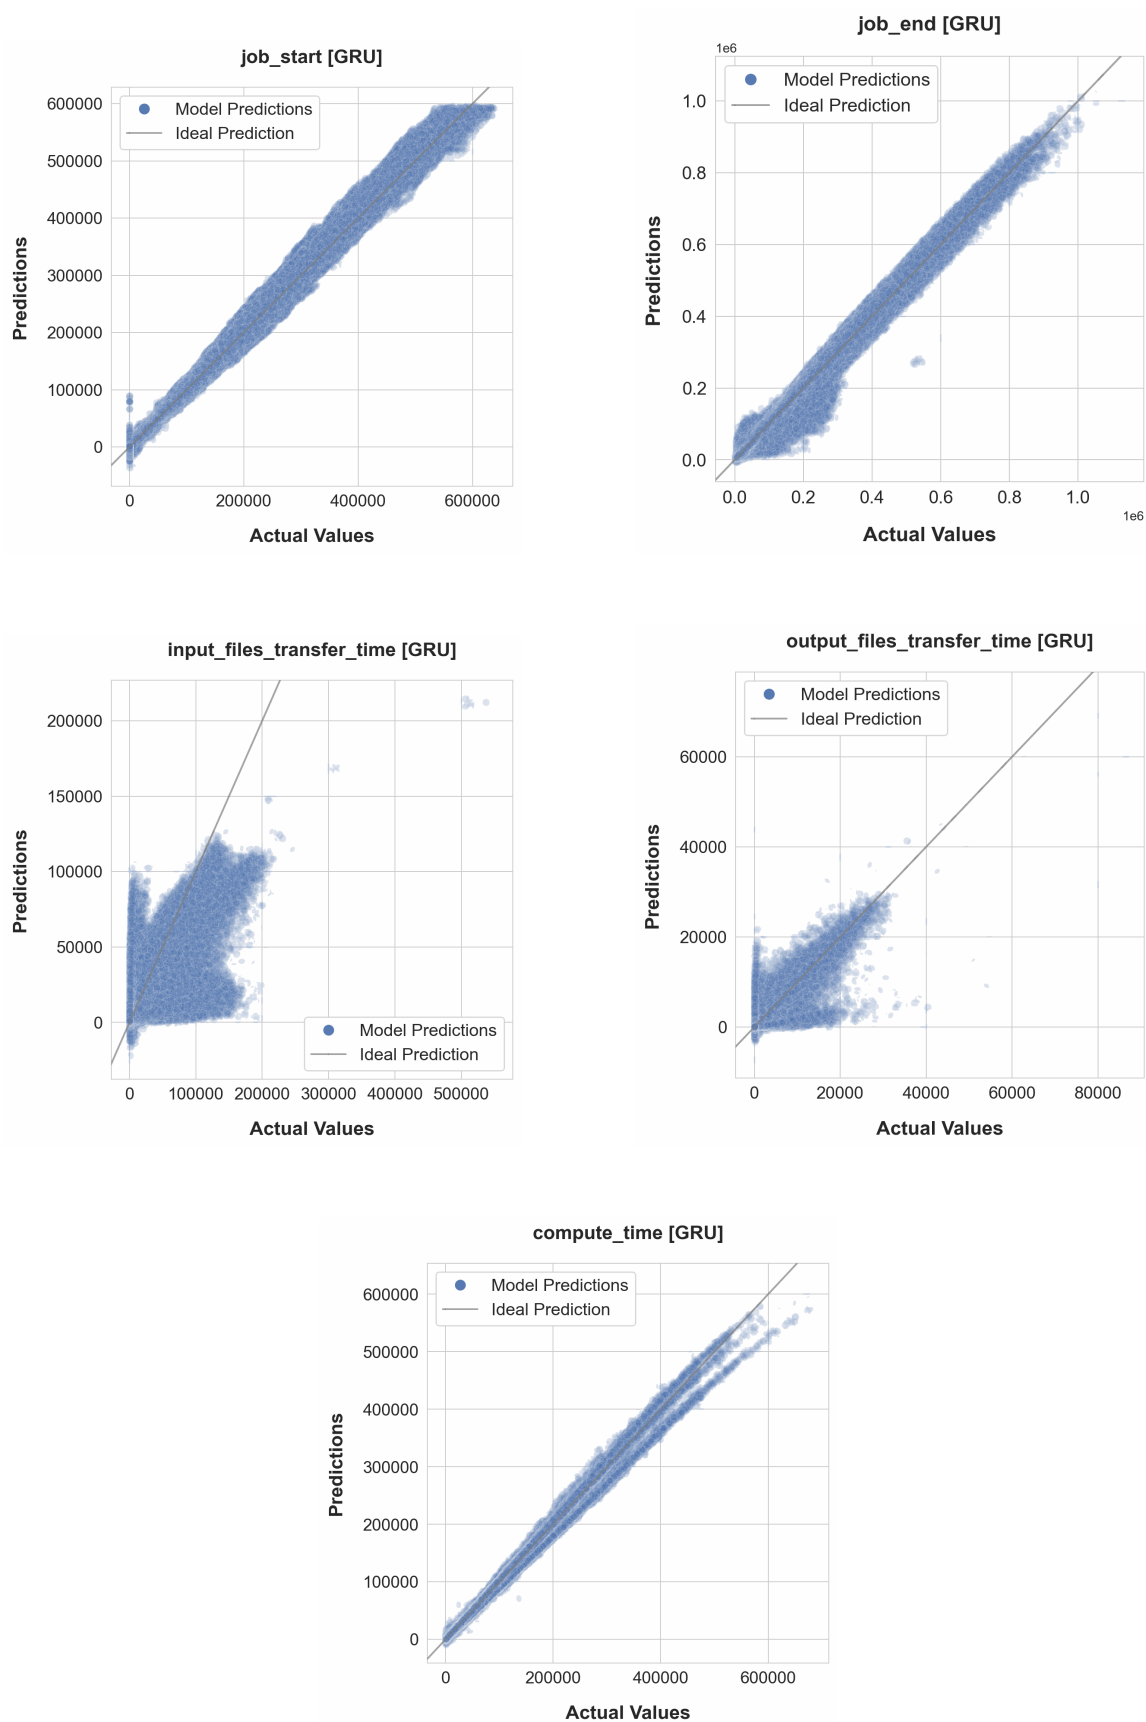 job_start [GRU]
Model Predictions
Ideal Prediction
600000
500000
400000
300000
200000
100000
0
Predictions
0 200000 400000 600000
Actual Values
job_end [GRU]
1e6
Model Predictions
Ideal Prediction
1.0
0.8
0.6
0.4
0.2
0.0
Predictions
0.0 0.2 0.4 0.6 0.8 1.0
1e6
Actual Values
input_files_transfer_time [GRU]
200000
150000
100000
50000
0
Predictions
Model Predictions
Ideal Prediction
0 100000 200000 300000 400000 500000
Actual Values
output_files_transfer_time [GRU]
Model Predictions
Ideal Prediction
60000
40000
20000
0
Predictions
0 20000 40000 60000 80000
Actual Values
compute_time [GRU]
Model Predictions
Ideal Prediction
600000
500000
400000
300000
200000
100000
0
Predictions
0 200000 400000 600000
Actual Values